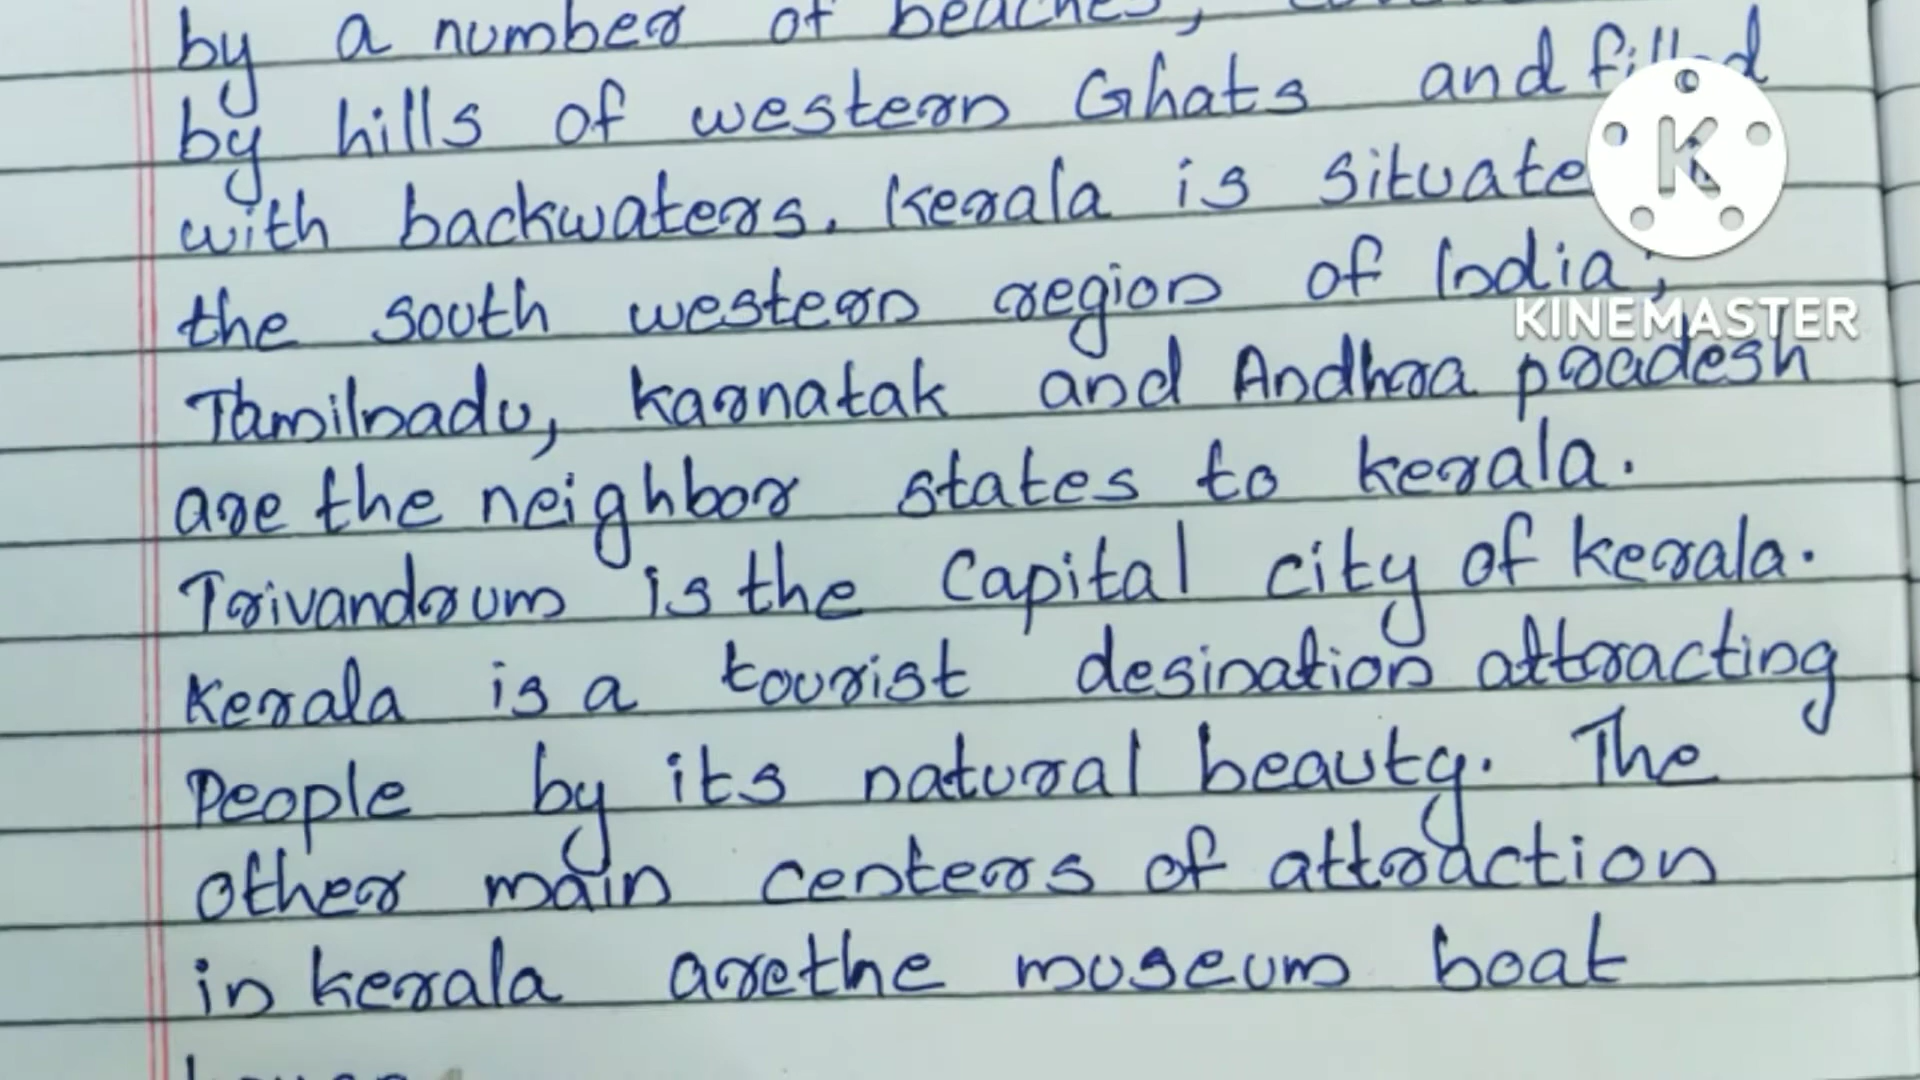 by a number of beaches,
by hills of western Ghats and filled
with backwaters. Kerala is situate
the south western region of India,
KINEMASTER
Tamilnadu, karnatak and Andhra pradesh
are the neighbor states to kerala.
Trivandrum is the Capital city of kerala.
Kerala is a tourist desination attracting
People by its natural beauty. The
other main centers of attraction
in kerala arethe museum boat